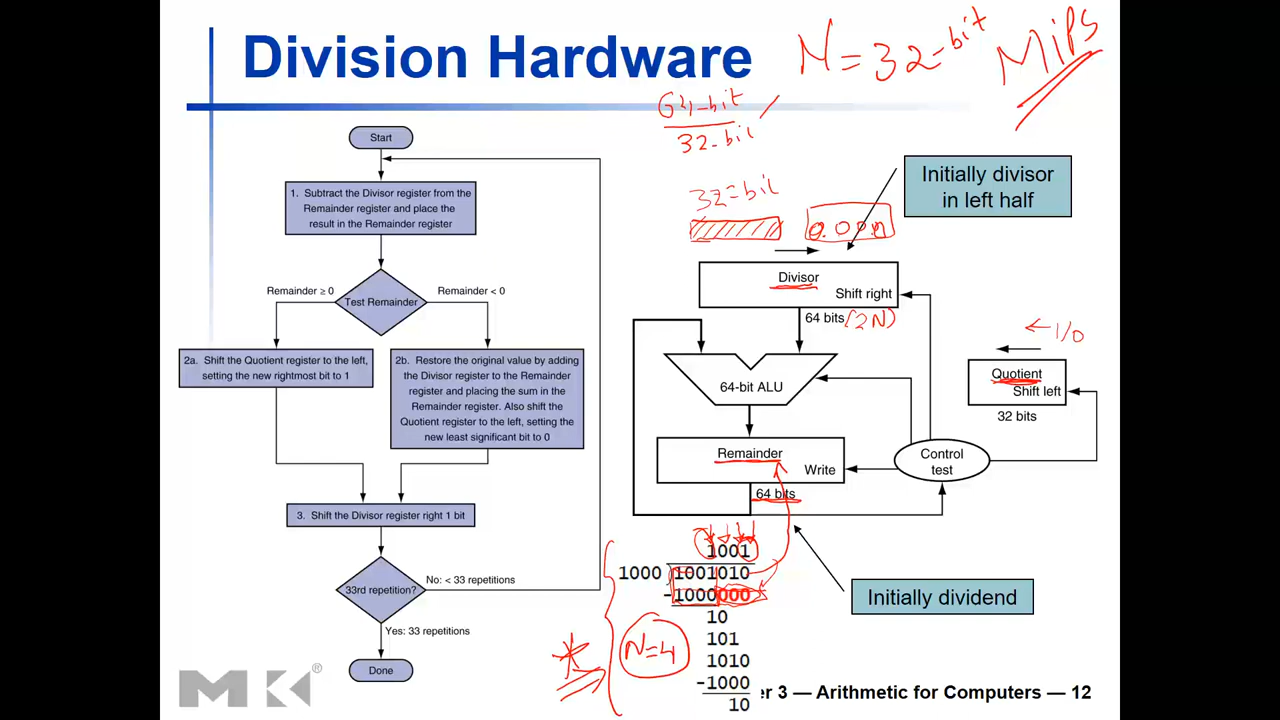 Division Hardware
N = 32-bit
MiPS
64-bit
32-bit
Start
1. Subtract the Divisor register from the
Remainder register and place the
result in the Remainder register
Remainder ≥ 0
Remainder < 0
Test Remainder
2a. Shift the Quotient register to the left,
setting the new rightmost bit to 1
2b. Restore the original value by adding
the Divisor register to the Remainder
register and placing the sum in the
Remainder register. Also shift the
Quotient register to the left, setting the
new least significant bit to 0
3. Shift the Divisor register right 1 bit
33rd repetition?
No: < 33 repetitions
Yes: 33 repetitions
Done
Initially divisor
in left half
32=bit
Divisor
Shift right
64 bits (2N)
64-bit ALU
← 1/0
Quotient
Shift left
32 bits
Remainder
Write
64 bits
Control
test
Initially dividend
1001
1000 1001010
-1000000
10
101
1010
-1000
10
N=4
MK®
er 3 — Arithmetic for Computers — 12